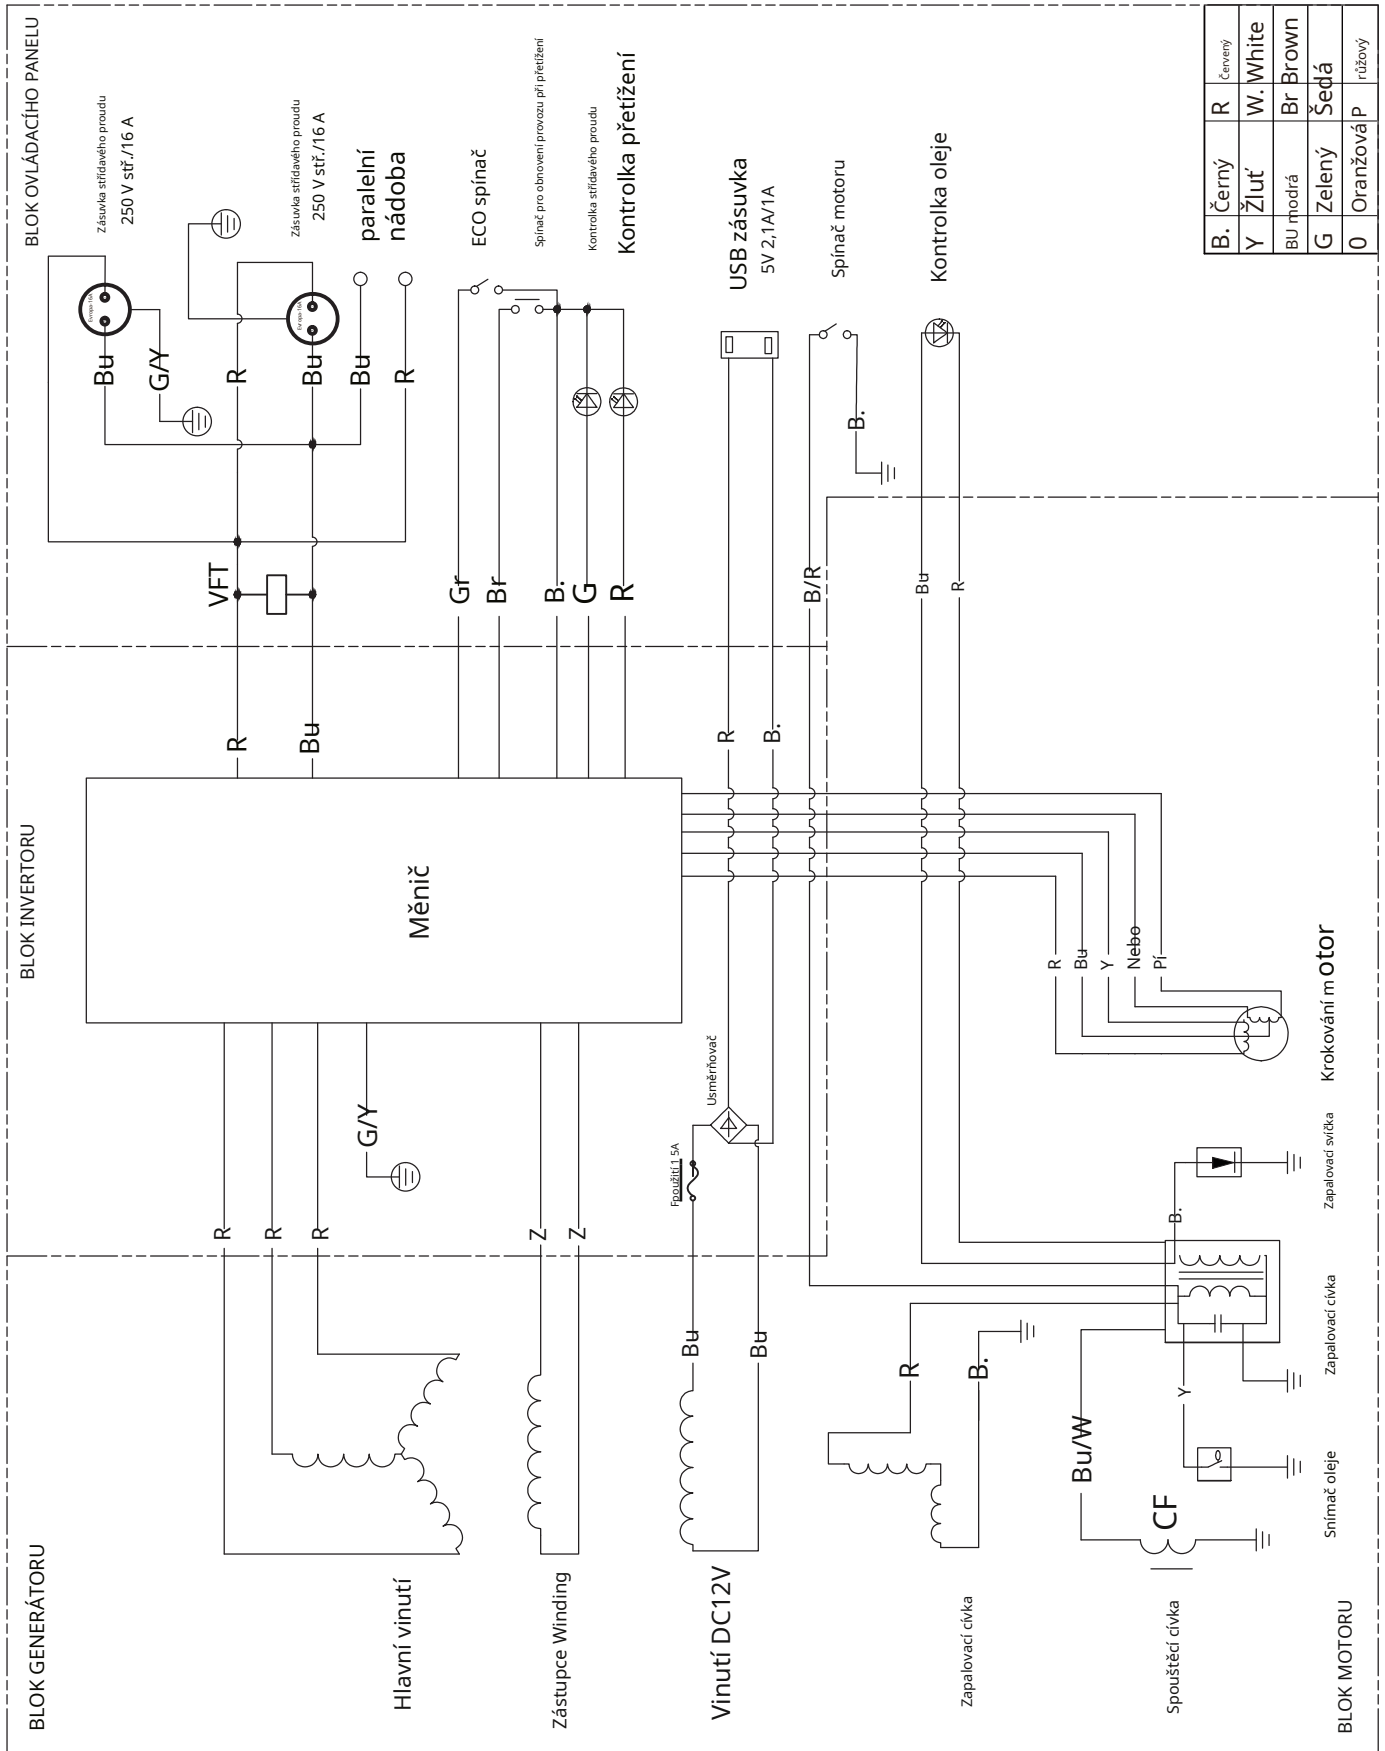 BLOK GENERÁTORU
BLOK INVERTORU
BLOK OVLÁDACÍHO PANELU
Zásuvka střídavého proudu
250 V stř./16 A
Evropa-16A
Bu
G/Y
Zásuvka střídavého proudu
250 V stř./16 A
Evropa-16A
R
Bu
paralelní
nádoba
Bu
R
VFT
R
Bu
ECO spínač
Spínač pro obnovení provozu při přetížení
Kontrolka střídavého proudu
Kontrolka přetížení
Gr
Br
B.
G
R
Měnič
R
R
R
G/Y
Z
Z
Hlavní vinutí
Zástupce Winding
Vinutí DC12V
Bu
Bu
Fpoužití 1 5A
Usměrňovač
R
B.
USB zásuvka
5V 2,1A/1A
Spínač motoru
B.
B/R
Kontrolka oleje
Bu
R
R
Bu
Y
Nebo
Pí
Krokování motor
Zapalovací cívka
R
B.
Bu/W
CF
Spouštěcí cívka
Y
Snímač oleje
Zapalovací cívka
B.
Zapalovací svíčka
BLOK MOTORU
B. Černý R Červený
Y Žluť W. White
BU modrá Br Brown
G Zelený Šedá
0 Oranžová P růžový